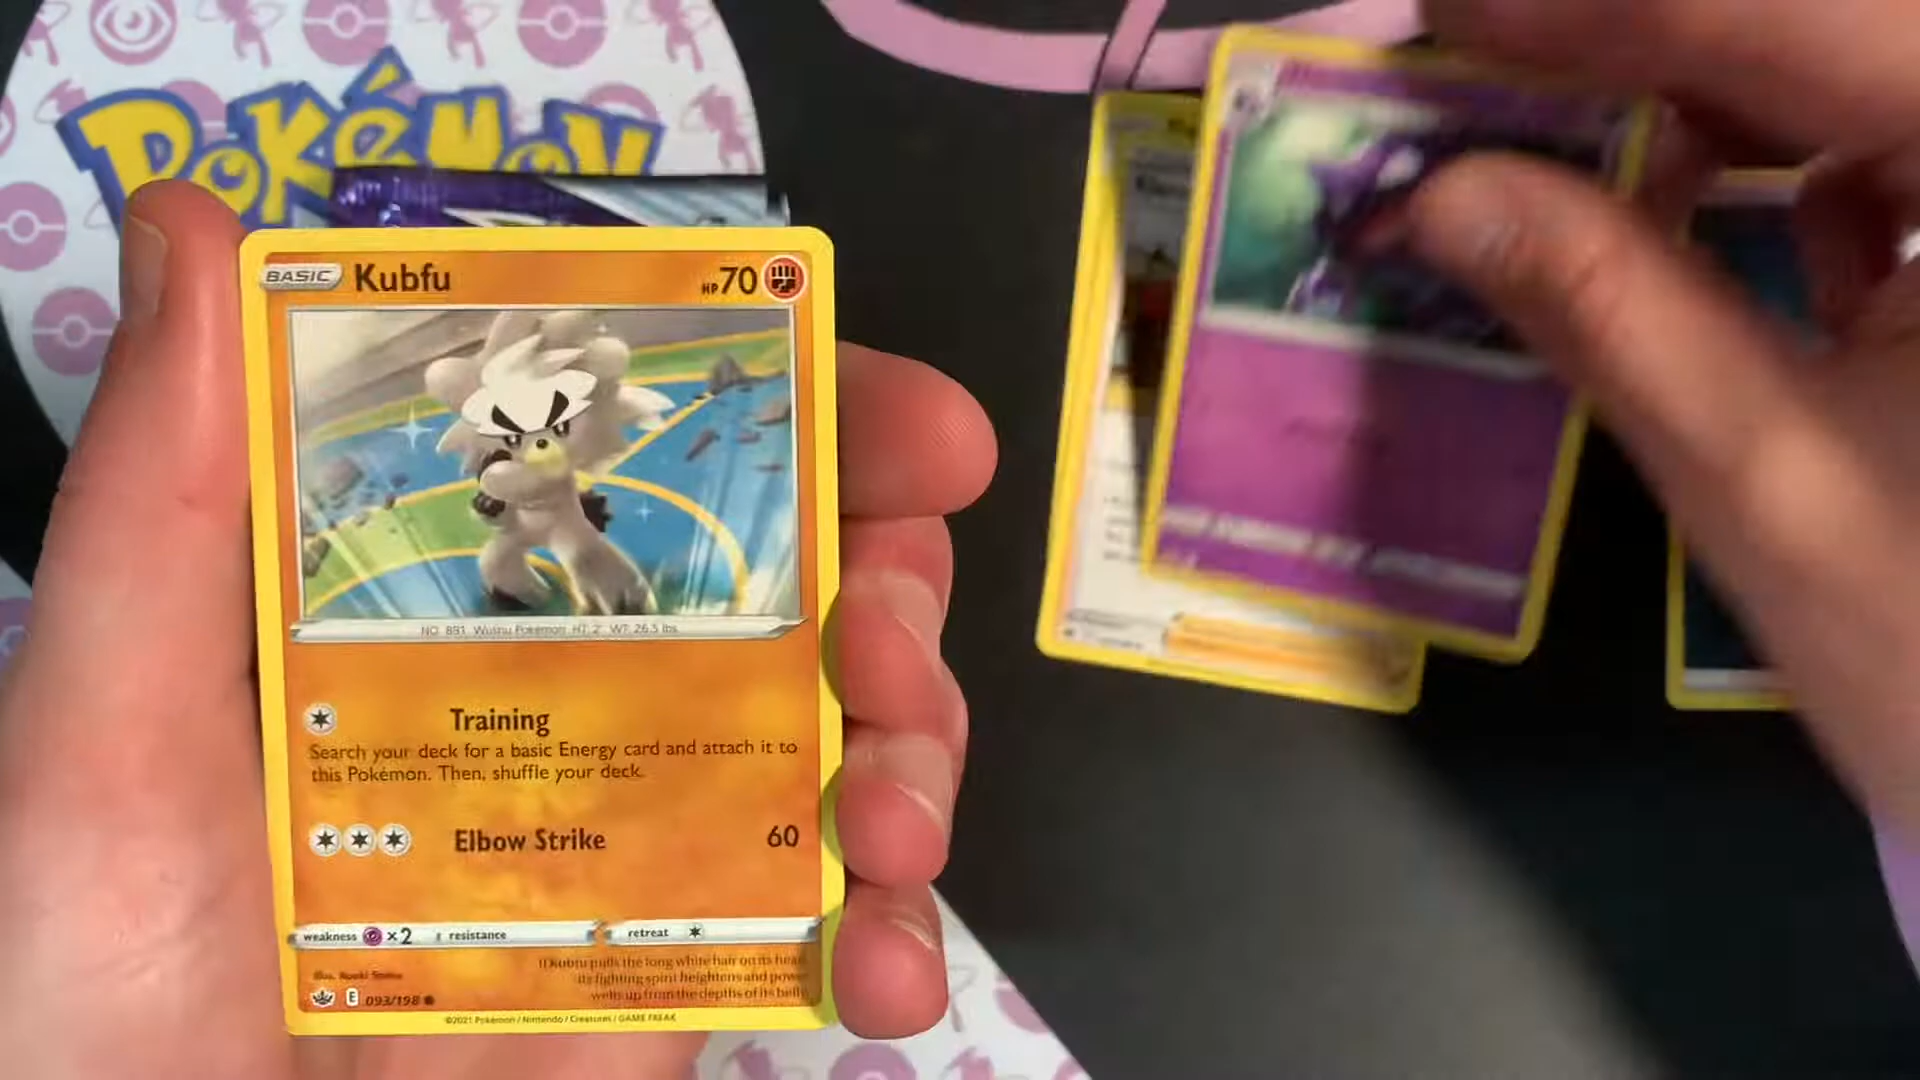 POKÉMON
BASIC Kubfu HP 70
NO. 891 Wushu Pokémon HT: 2' WT: 26.5 lbs.
Training
Search your deck for a basic Energy card and attach it to
this Pokémon. Then, shuffle your deck.
Elbow Strike 60
weakness ×2 resistance retreat
If Kubfu pulls the long white hair on its head,
its fighting spirit heightens and power
wells up from the depths of its belly.
Illus.
E 093/198
©2021 Pokémon / Nintendo / Creatures / GAME FREAK